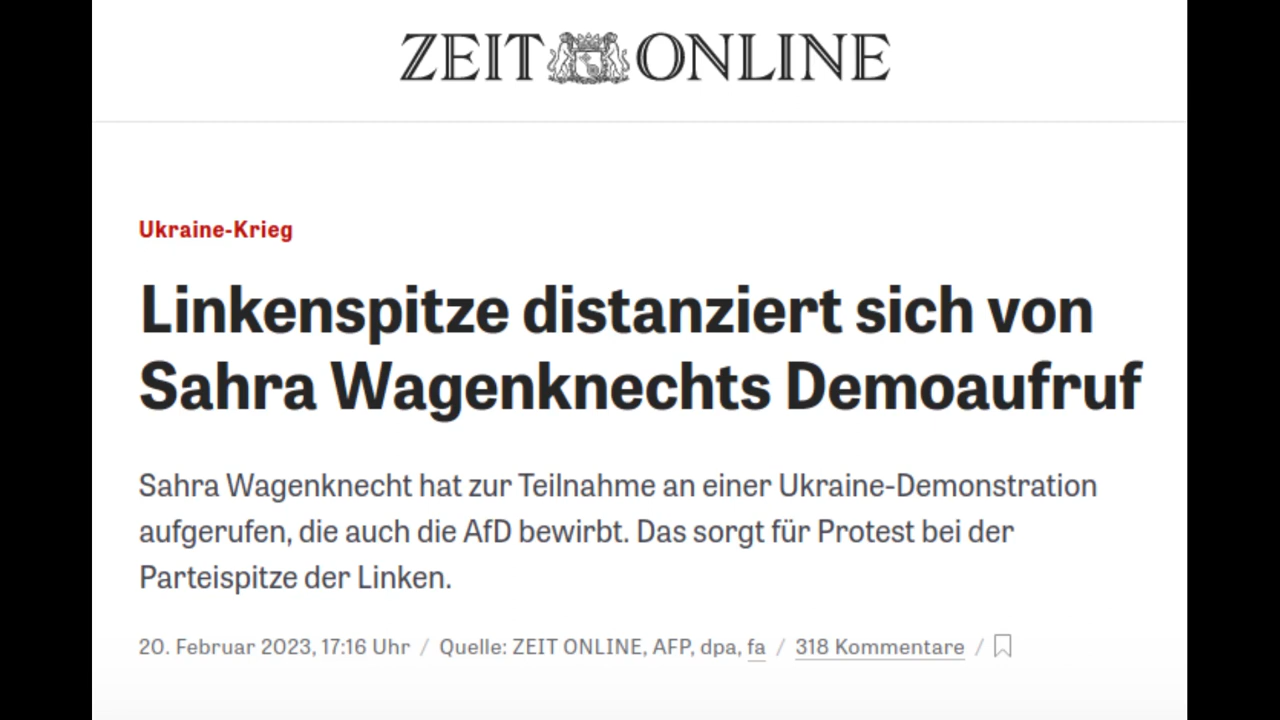 ZEIT ONLINE
Ukraine-Krieg
Linkenspitze distanziert sich von
Sahra Wagenknechts Demoaufruf
Sahra Wagenknecht hat zur Teilnahme an einer Ukraine-Demonstration
aufgerufen, die auch die AfD bewirbt. Das sorgt für Protest bei der
Parteispitze der Linken.
20. Februar 2023, 17:16 Uhr / Quelle: ZEIT ONLINE, AFP, dpa, fa / 318 Kommentare /